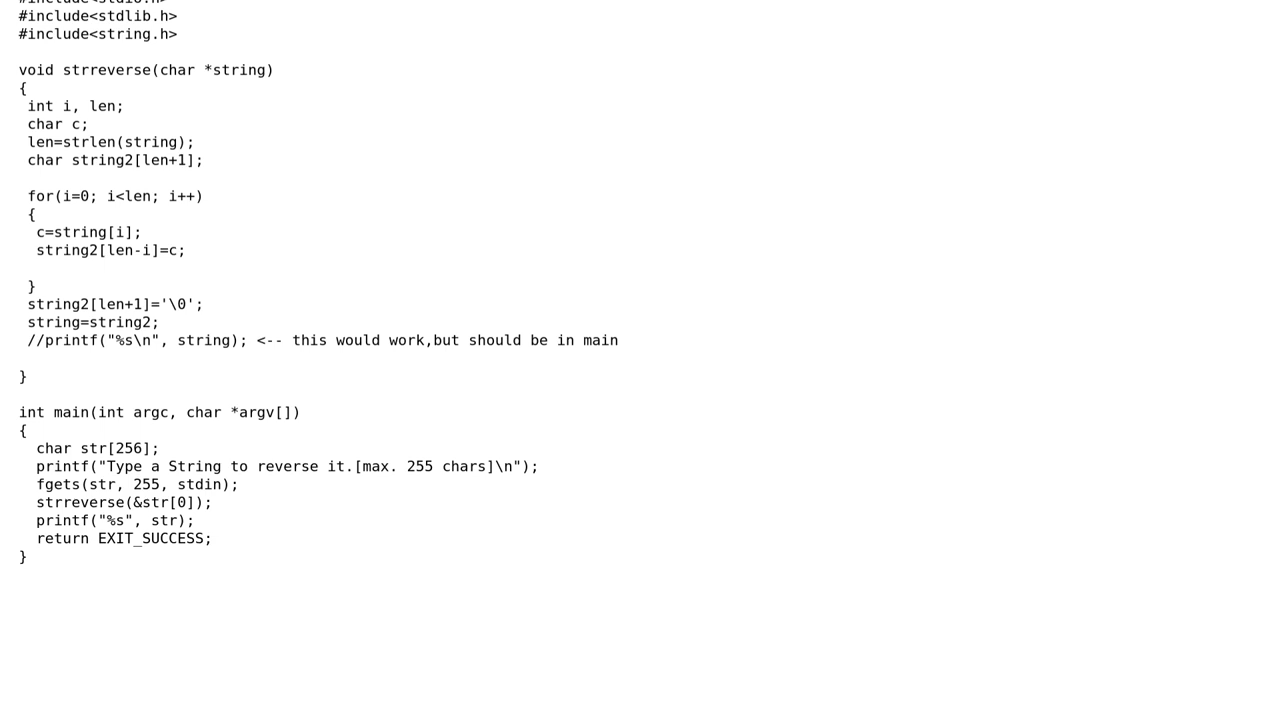 #include<stdio.h>
#include<stdlib.h>
#include<string.h>

void strreverse(char *string)
{
 int i, len;
 char c;
 len=strlen(string);
 char string2[len+1];

 for(i=0; i<len; i++)
 {
  c=string[i];
  string2[len-i]=c;

 }
 string2[len+1]='\0';
 string=string2;
 //printf("%s\n", string); <-- this would work,but should be in main

}

int main(int argc, char *argv[])
{
  char str[256];
  printf("Type a String to reverse it.[max. 255 chars]\n");
  fgets(str, 255, stdin);
  strreverse(&str[0]);
  printf("%s", str);
  return EXIT_SUCCESS;
}